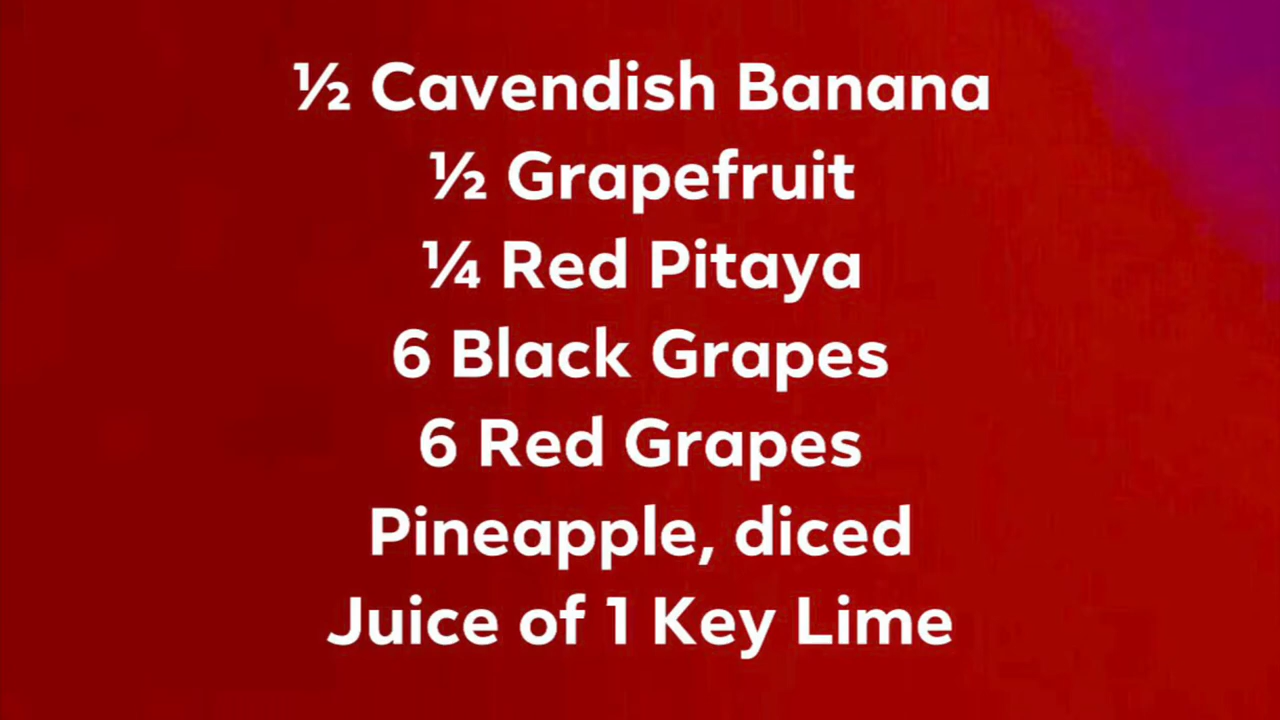 ½ Cavendish Banana
½ Grapefruit
¼ Red Pitaya
6 Black Grapes
6 Red Grapes
Pineapple, diced
Juice of 1 Key Lime